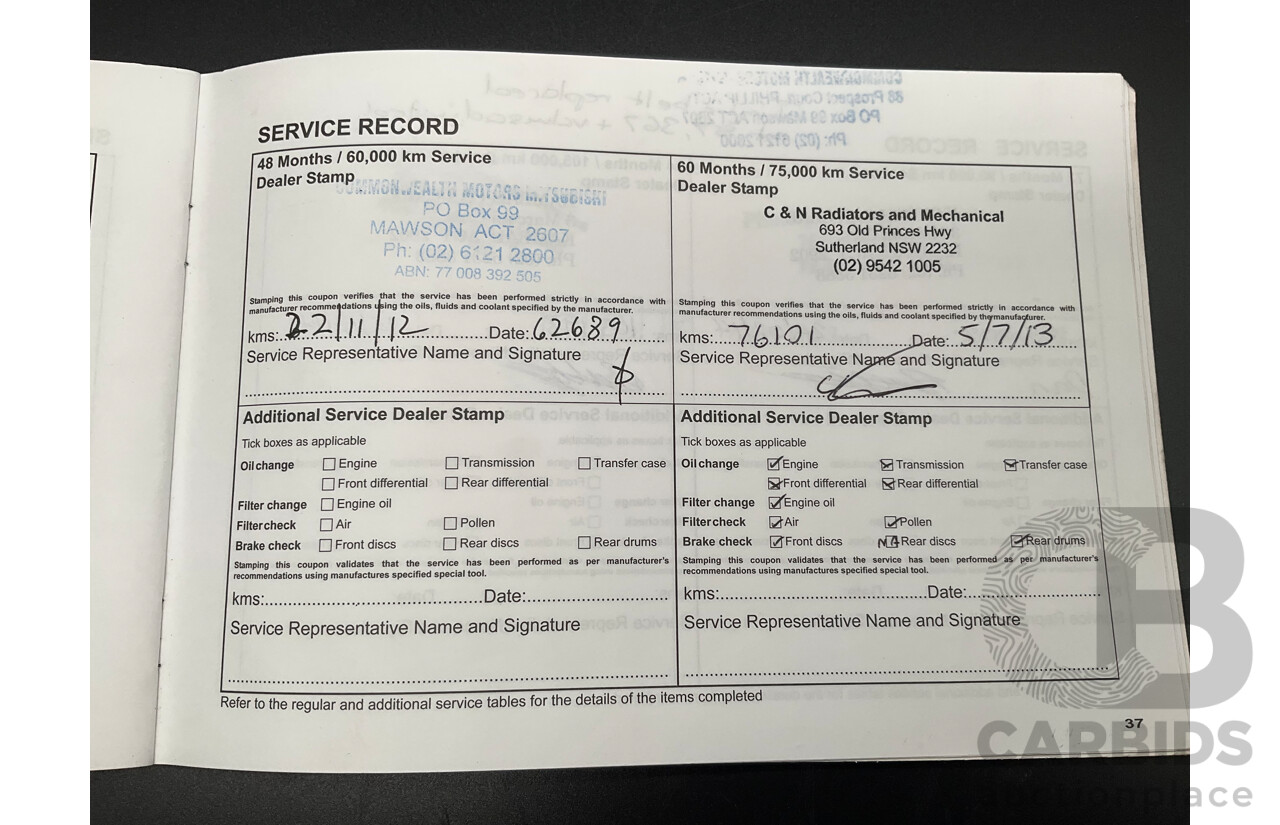 SERVICE RECORD
48 Months / 60,000 km Service
Dealer Stamp
COMMONWEALTH MOTORS MITSUBISHI
PO Box 99
MAWSON ACT 2607
Ph: (02) 6121 2800
ABN: 77 008 392 505
Stamping this coupon verifies that the service has been performed strictly in accordance with
manufacturer recommendations using the oils, fluids and coolant specified by the manufacturer.
kms: 22/11/12 Date: 62689
Service Representative Name and Signature
Additional Service Dealer Stamp
Tick boxes as applicable
Oil change Engine Transmission Transfer case
Front differential Rear differential
Filter change Engine oil
Filter check Air Pollen
Brake check Front discs Rear discs Rear drums
Stamping this coupon validates that the service has been performed as per manufacturer's
recommendations using manufactures specified special tool.
kms: Date:
Service Representative Name and Signature
60 Months / 75,000 km Service
Dealer Stamp
C & N Radiators and Mechanical
693 Old Princes Hwy
Sutherland NSW 2232
(02) 9542 1005
Stamping this coupon verifies that the service has been performed strictly in accordance with
manufacturer recommendations using the oils, fluids and coolant specified by the manufacturer.
kms: 76101 Date: 5/7/13
Service Representative Name and Signature
Additional Service Dealer Stamp
Tick boxes as applicable
Oil change Engine Transmission Transfer case
Front differential Rear differential
Filter change Engine oil
Filter check Air Pollen
Brake check Front discs NA Rear discs Rear drums
Stamping this coupon validates that the service has been performed as per manufacturer's
recommendations using manufactures specified special tool.
kms: Date:
Service Representative Name and Signature
Refer to the regular and additional service tables for the details of the items completed
37
CARBIDS